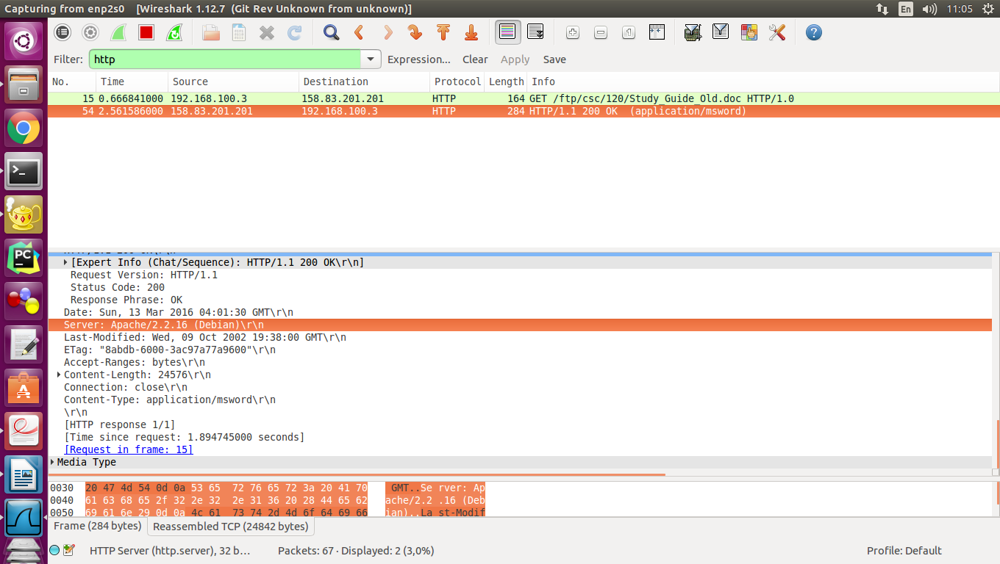 Capturing from enp2s0 [Wireshark 1.12.7 (Git Rev Unknown from unknown)] En 11:05
Filter: http Expression... Clear Apply Save
No. Time Source Destination Protocol Length Info
15 0.666841000 192.168.100.3 158.83.201.201 HTTP 164 GET /ftp/csc/120/Study_Guide_Old.doc HTTP/1.0
54 2.561586000 158.83.201.201 192.168.100.3 HTTP 284 HTTP/1.1 200 OK (application/msword)
[Expert Info (Chat/Sequence): HTTP/1.1 200 OK\r\n]
Request Version: HTTP/1.1
Status Code: 200
Response Phrase: OK
Date: Sun, 13 Mar 2016 04:01:30 GMT\r\n
Server: Apache/2.2.16 (Debian)\r\n
Last-Modified: Wed, 09 Oct 2002 19:38:00 GMT\r\n
ETag: "8abdb-6000-3ac97a77a9600"\r\n
Accept-Ranges: bytes\r\n
Content-Length: 24576\r\n
Connection: close\r\n
Content-Type: application/msword\r\n
\r\n
[HTTP response 1/1]
[Time since request: 1.894745000 seconds]
[Request in frame: 15]
Media Type
0030 20 47 4d 54 0d 0a 53 65 72 76 65 72 3a 20 41 70 GMT..Se rver: Ap
0040 61 63 68 65 2f 32 2e 32 2e 31 36 20 28 44 65 62 ache/2.2 .16 (Deb
0050 69 61 6e 29 0d 0a 4c 61 73 74 2d 4d 6f 64 69 66 ian)..La st-Modif
Frame (284 bytes) Reassembled TCP (24842 bytes)
HTTP Server (http.server), 32 b... Packets: 67 · Displayed: 2 (3,0%) Profile: Default